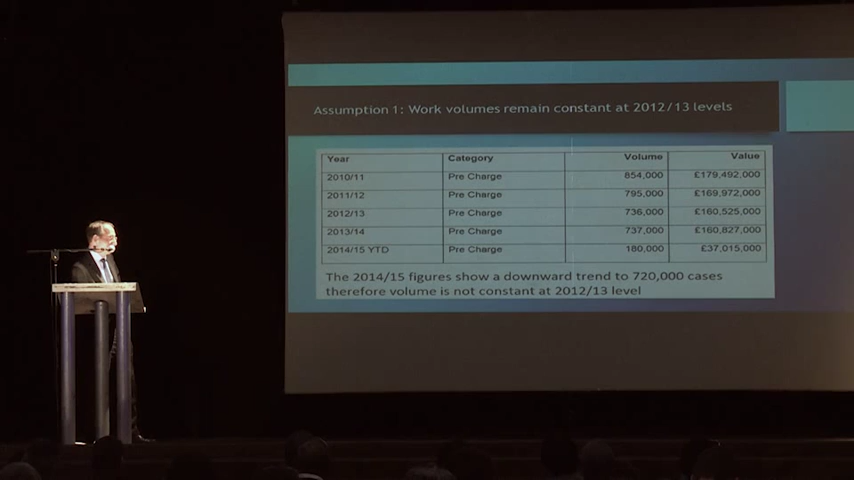 Assumption 1: Work volumes remain constant at 2012/13 levels
Year Category Volume Value
2010/11 Pre Charge 854,000 £179,492,000
2011/12 Pre Charge 795,000 £169,972,000
2012/13 Pre Charge 736,000 £160,525,000
2013/14 Pre Charge 737,000 £160,827,000
2014/15 YTD Pre Charge 180,000 £37,015,000
The 2014/15 figures show a downward trend to 720,000 cases
therefore volume is not constant at 2012/13 level